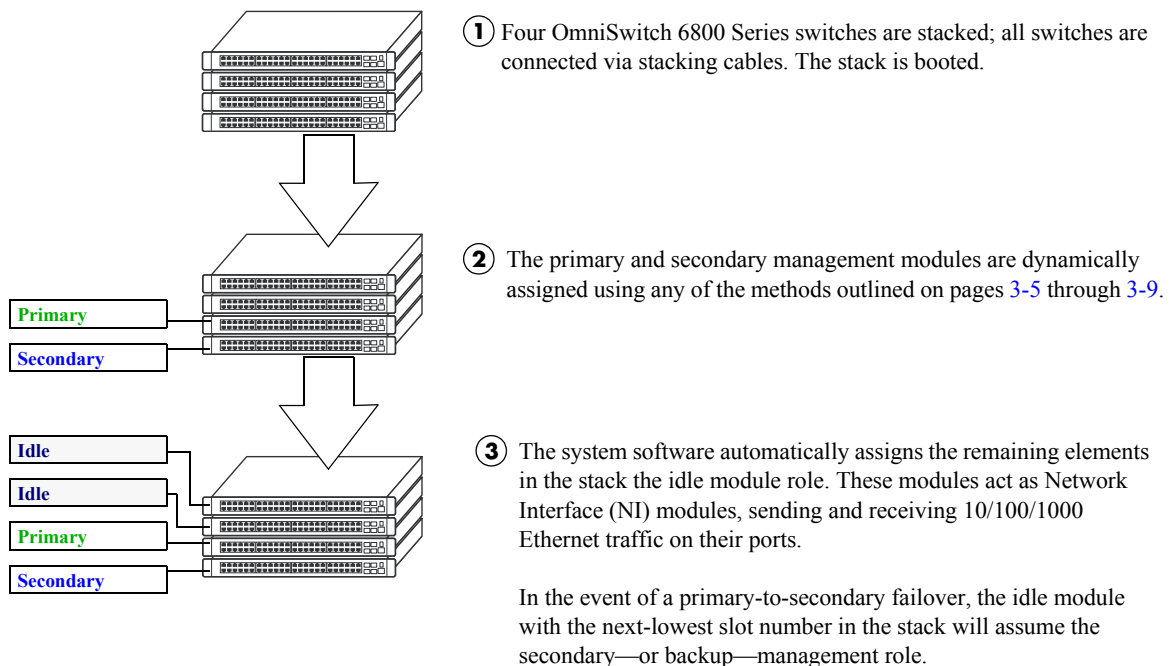 1 Four OmniSwitch 6800 Series switches are stacked; all switches are
connected via stacking cables. The stack is booted.
2 The primary and secondary management modules are dynamically
assigned using any of the methods outlined on pages 3-5 through 3-9.
Primary
Secondary
Idle
Idle
Primary
Secondary
3 The system software automatically assigns the remaining elements
in the stack the idle module role. These modules act as Network
Interface (NI) modules, sending and receiving 10/100/1000
Ethernet traffic on their ports.
In the event of a primary-to-secondary failover, the idle module
with the next-lowest slot number in the stack will assume the
secondary—or backup—management role.